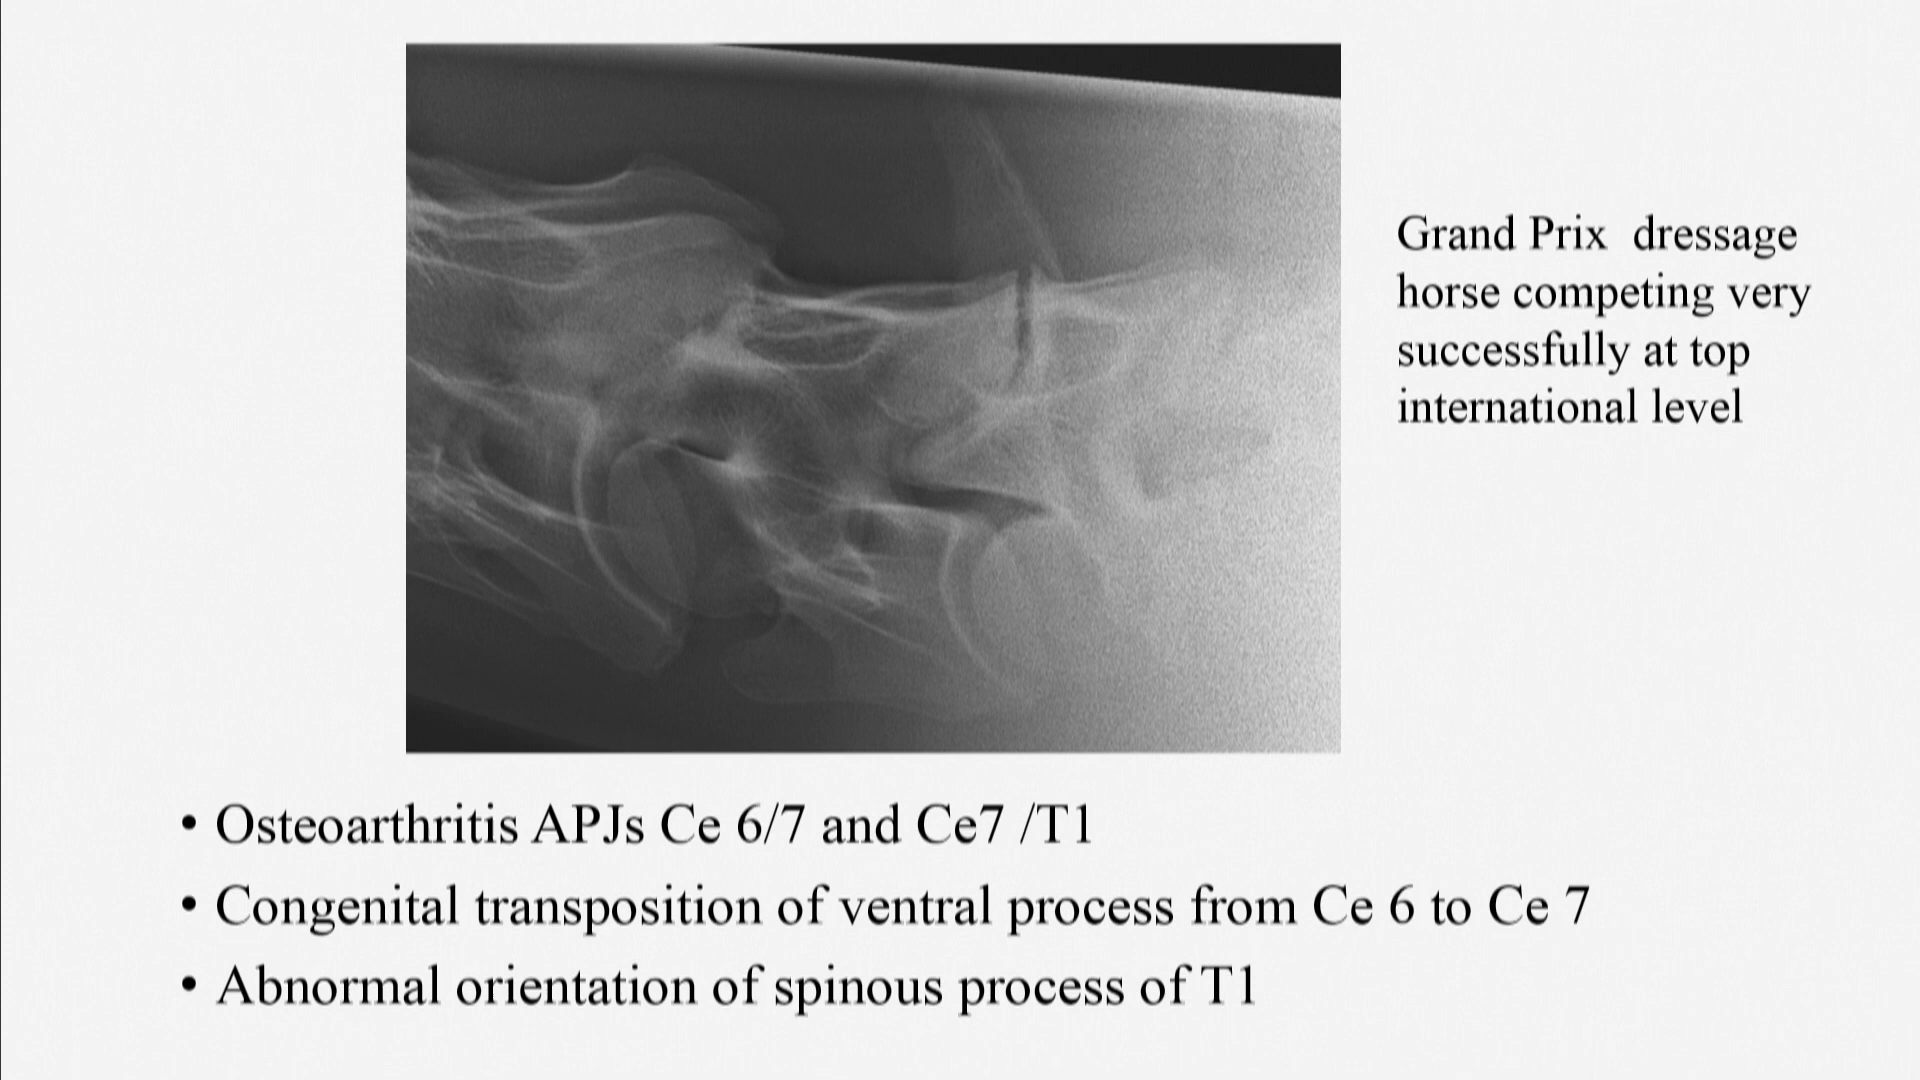 Grand Prix dressage
horse competing very
successfully at top
international level
• Osteoarthritis APJs Ce 6/7 and Ce7 /T1
• Congenital transposition of ventral process from Ce 6 to Ce 7
• Abnormal orientation of spinous process of T1